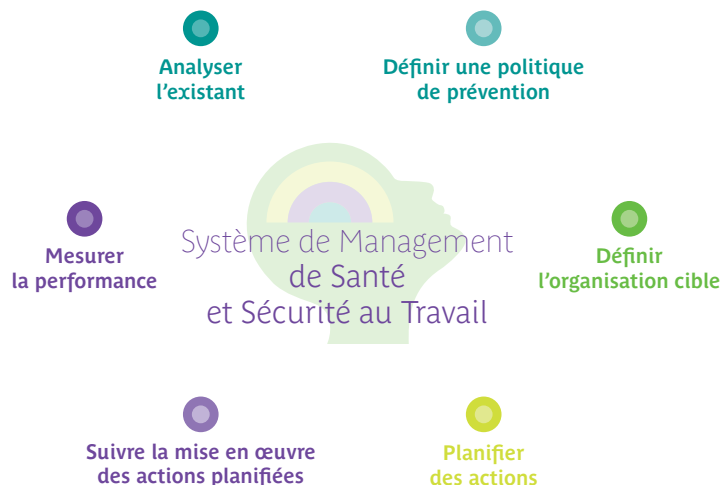 Analyser
l’existant
Définir une politique
de prévention
Mesurer
la performance
Système de Management
de Santé
et Sécurité au Travail
Définir
l’organisation cible
Suivre la mise en œuvre
des actions planifiées
Planifier
des actions